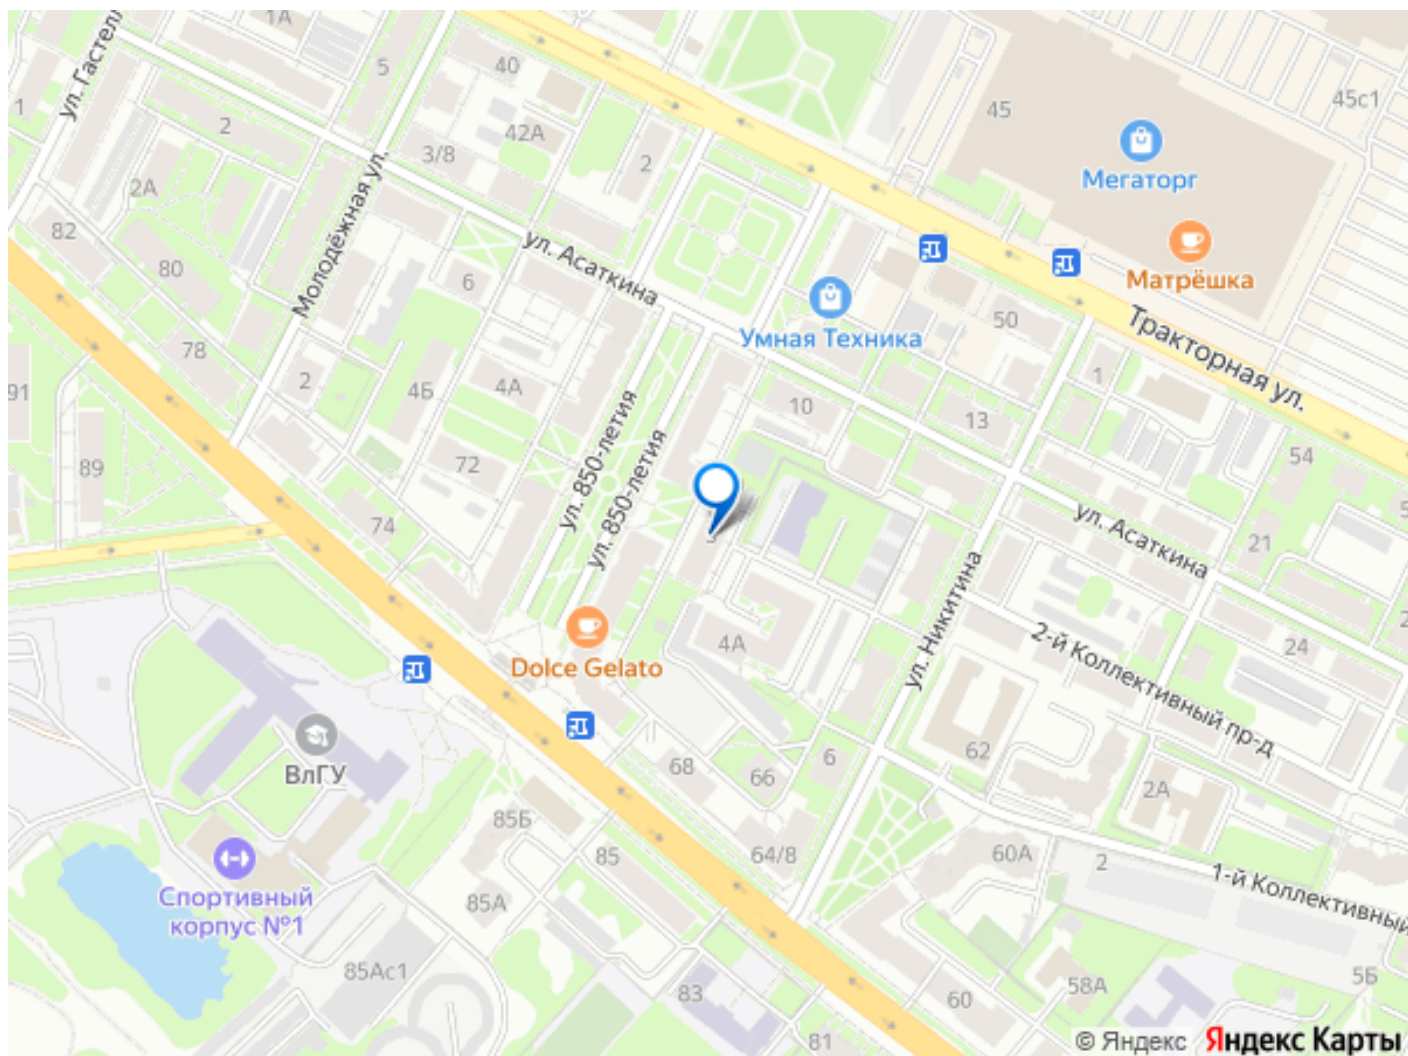 1А
ул. Гастел
5
40
45
45с1
1
2
42А
3/8
2
Мегаторг
2А
Молодёжная ул.
82
ул. Асаткина
80
6
Матрёшка
Умная Техника
50
Тракторная ул.
78
2
4Б
4А
1
91
10
13
ул. 850-летия
ул. 850-летия
89
72
54
74
ул. Асаткина
21
ул. Никитина
2-й Коллективный пр-д
4А
24
Dolce Gelato
ВлГУ
68
66
6
62
2А
85Б
85
64/8
60А
2
1-й Коллективный
Спортивный
корпус №1
85А
85Ас1
83
60
58А
5Б
81
© Яндекс Яндекс Карты